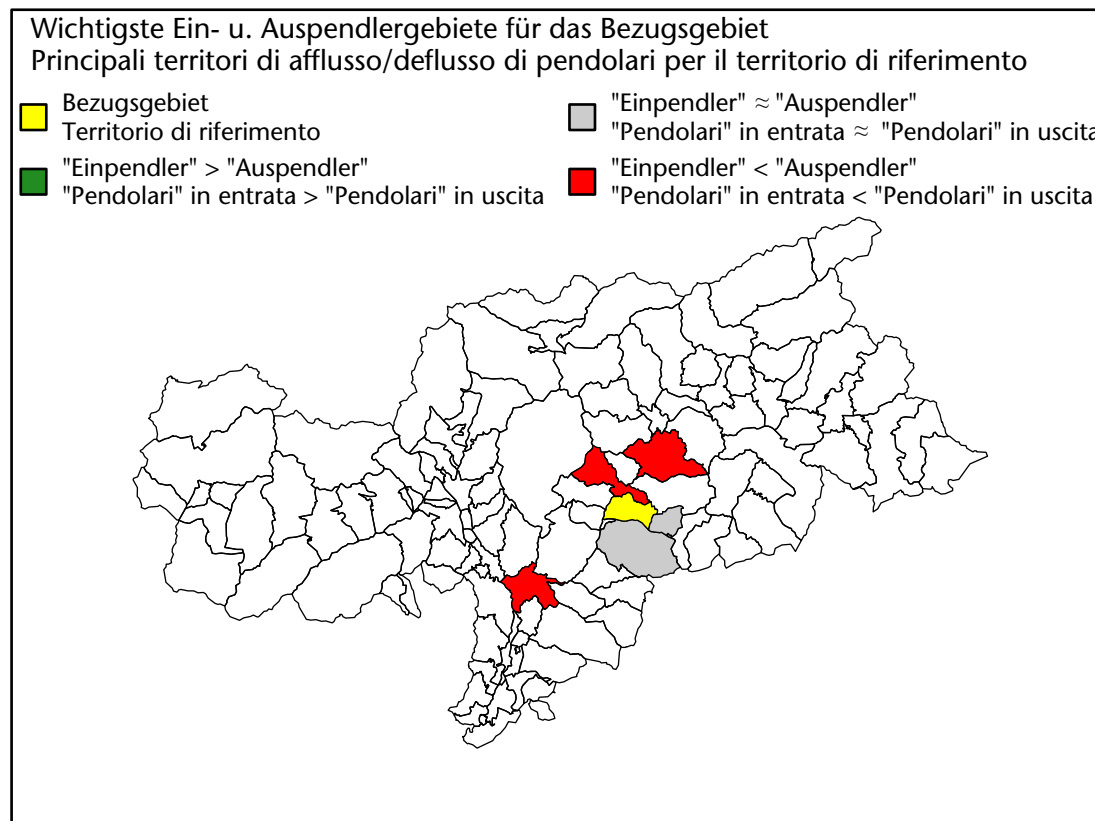 Wichtigste Ein- u. Auspendlergebiete für das Bezugsgebiet
Principali territori di afflusso/deflusso di pendolari per il territorio di riferimento
Bezugsgebiet
Territorio di riferimento
"Einpendler" > "Auspendler"
"Pendolari" in entrata > "Pendolari" in uscita
"Einpendler" ≈ "Auspendler"
"Pendolari" in entrata ≈ "Pendolari" in uscita
"Einpendler" < "Auspendler"
"Pendolari" in entrata < "Pendolari" in uscita